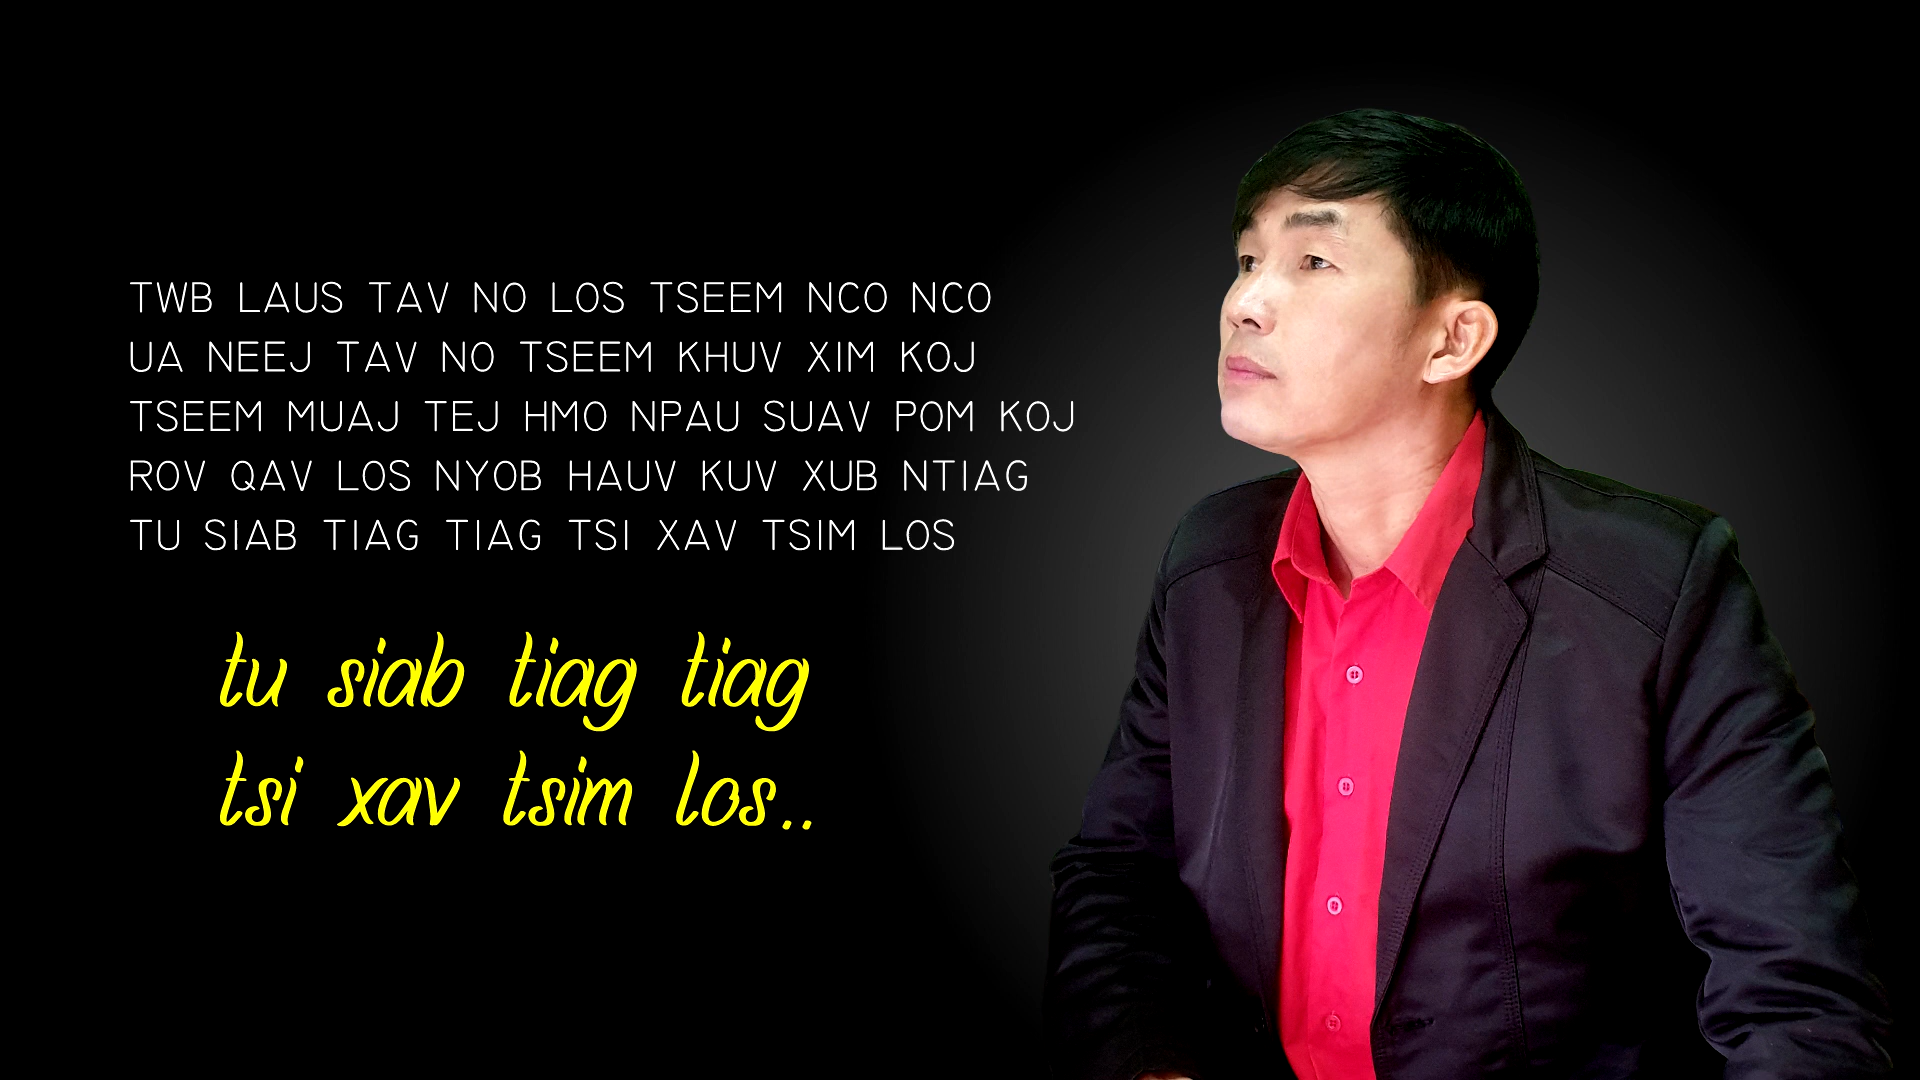 TWB LAUS TAV NO LOS TSEEM NCO NCO
UA NEEJ TAV NO TSEEM KHUV XIM KOJ
TSEEM MUAJ TEJ HMO NPAU SUAV POM KOJ
ROV QAV LOS NYOB HAUV KUV XUB NTIAG
TU SIAB TIAG TIAG TSI XAV TSIM LOS
tu siab tiag tiag
tsi xav tsim los..